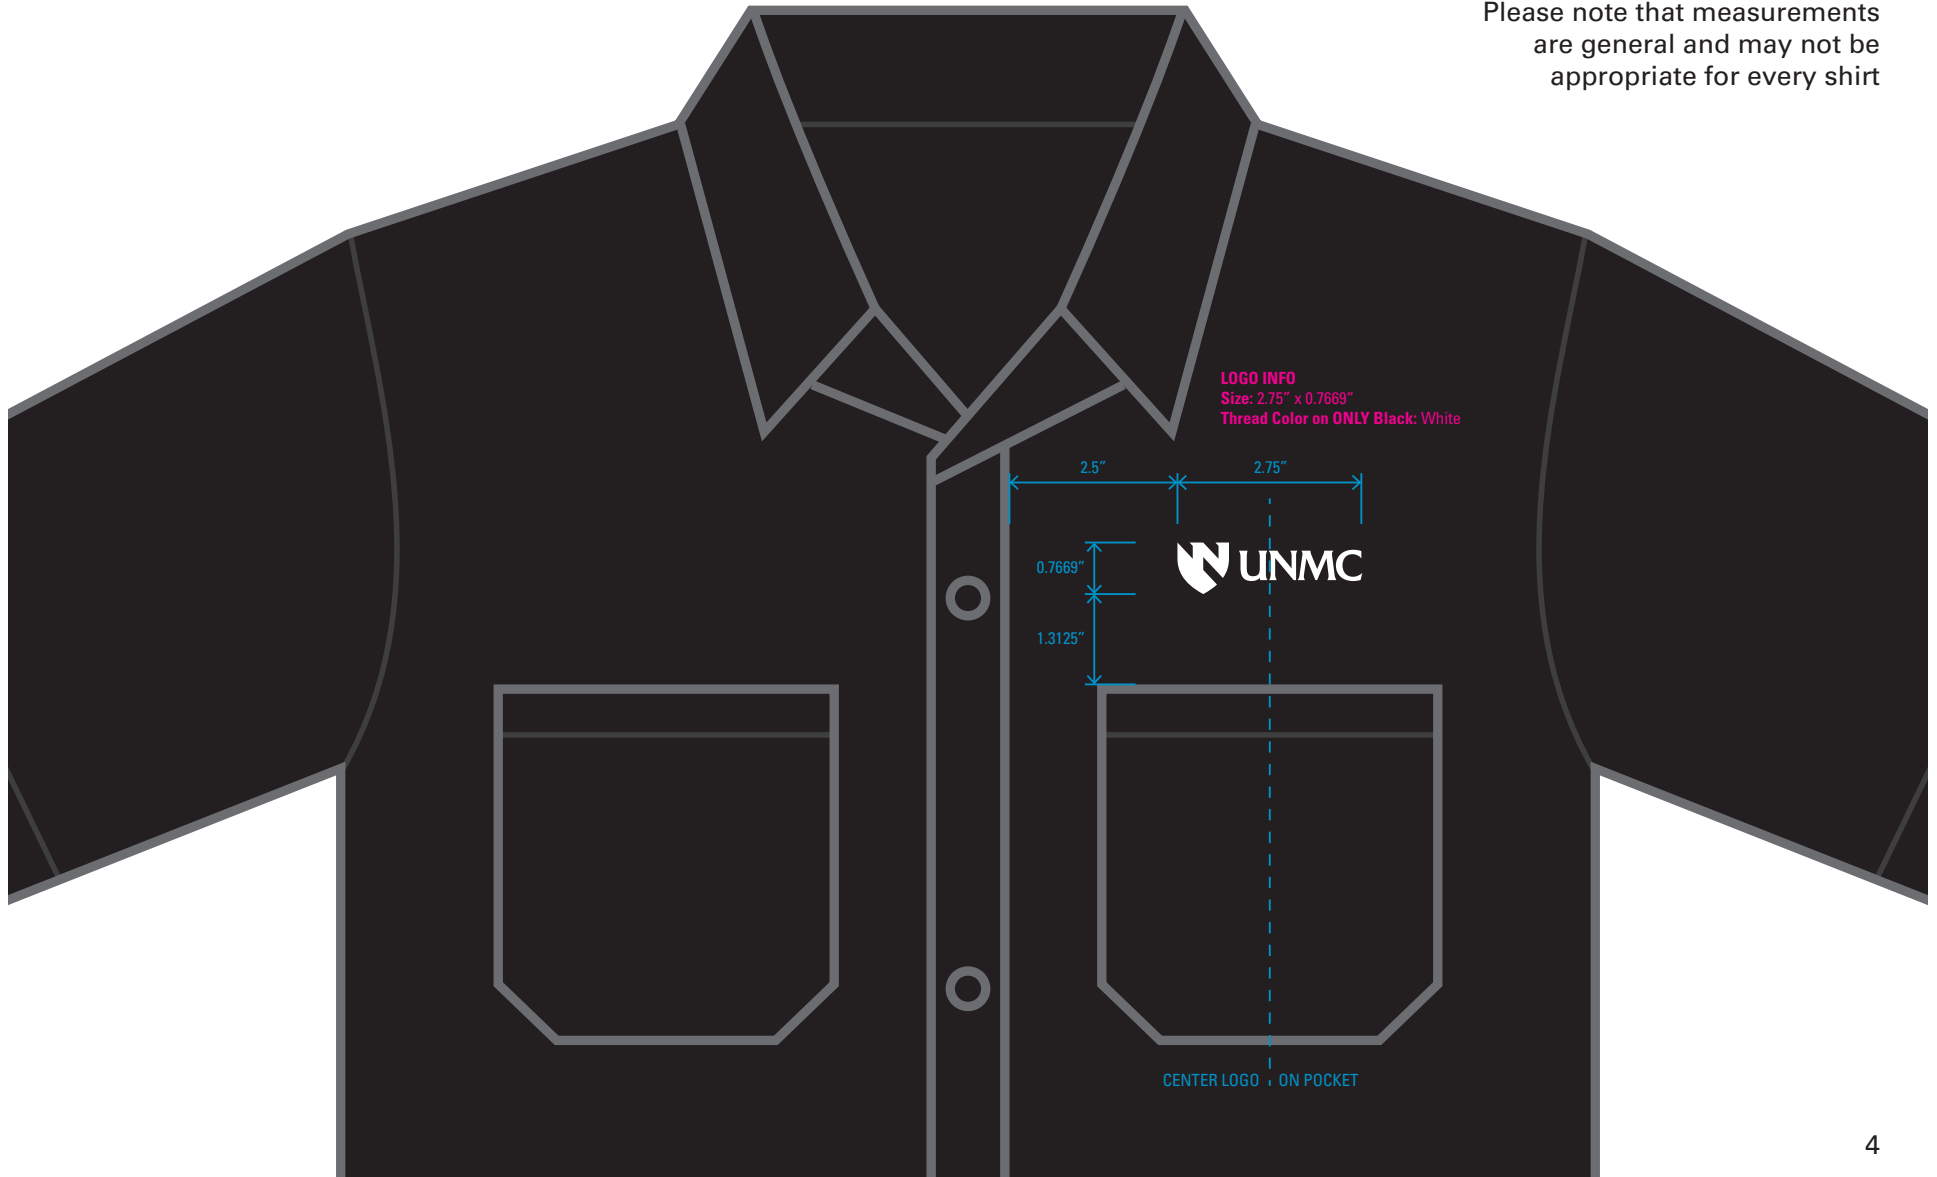 Please note that measurements
are general and may not be
appropriate for every shirt
LOGO INFO
Size: 2.75” x 0.7669”
Thread Color on ONLY Black: White
2.5” 2.75”
0.7669”
UNMC
1.3125”
CENTER LOGO ON POCKET
4